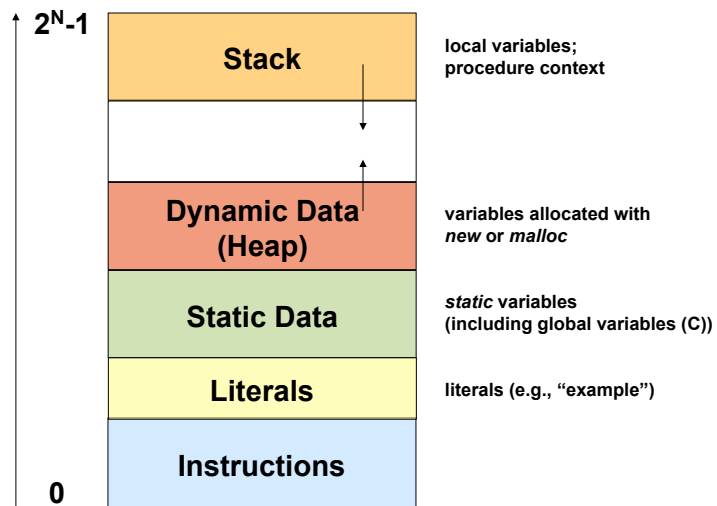 2^N-1
Stack
local variables;
procedure context
Dynamic Data
(Heap)
variables allocated with
new or malloc
Static Data
static variables
(including global variables (C))
Literals
literals (e.g., “example”)
Instructions
0